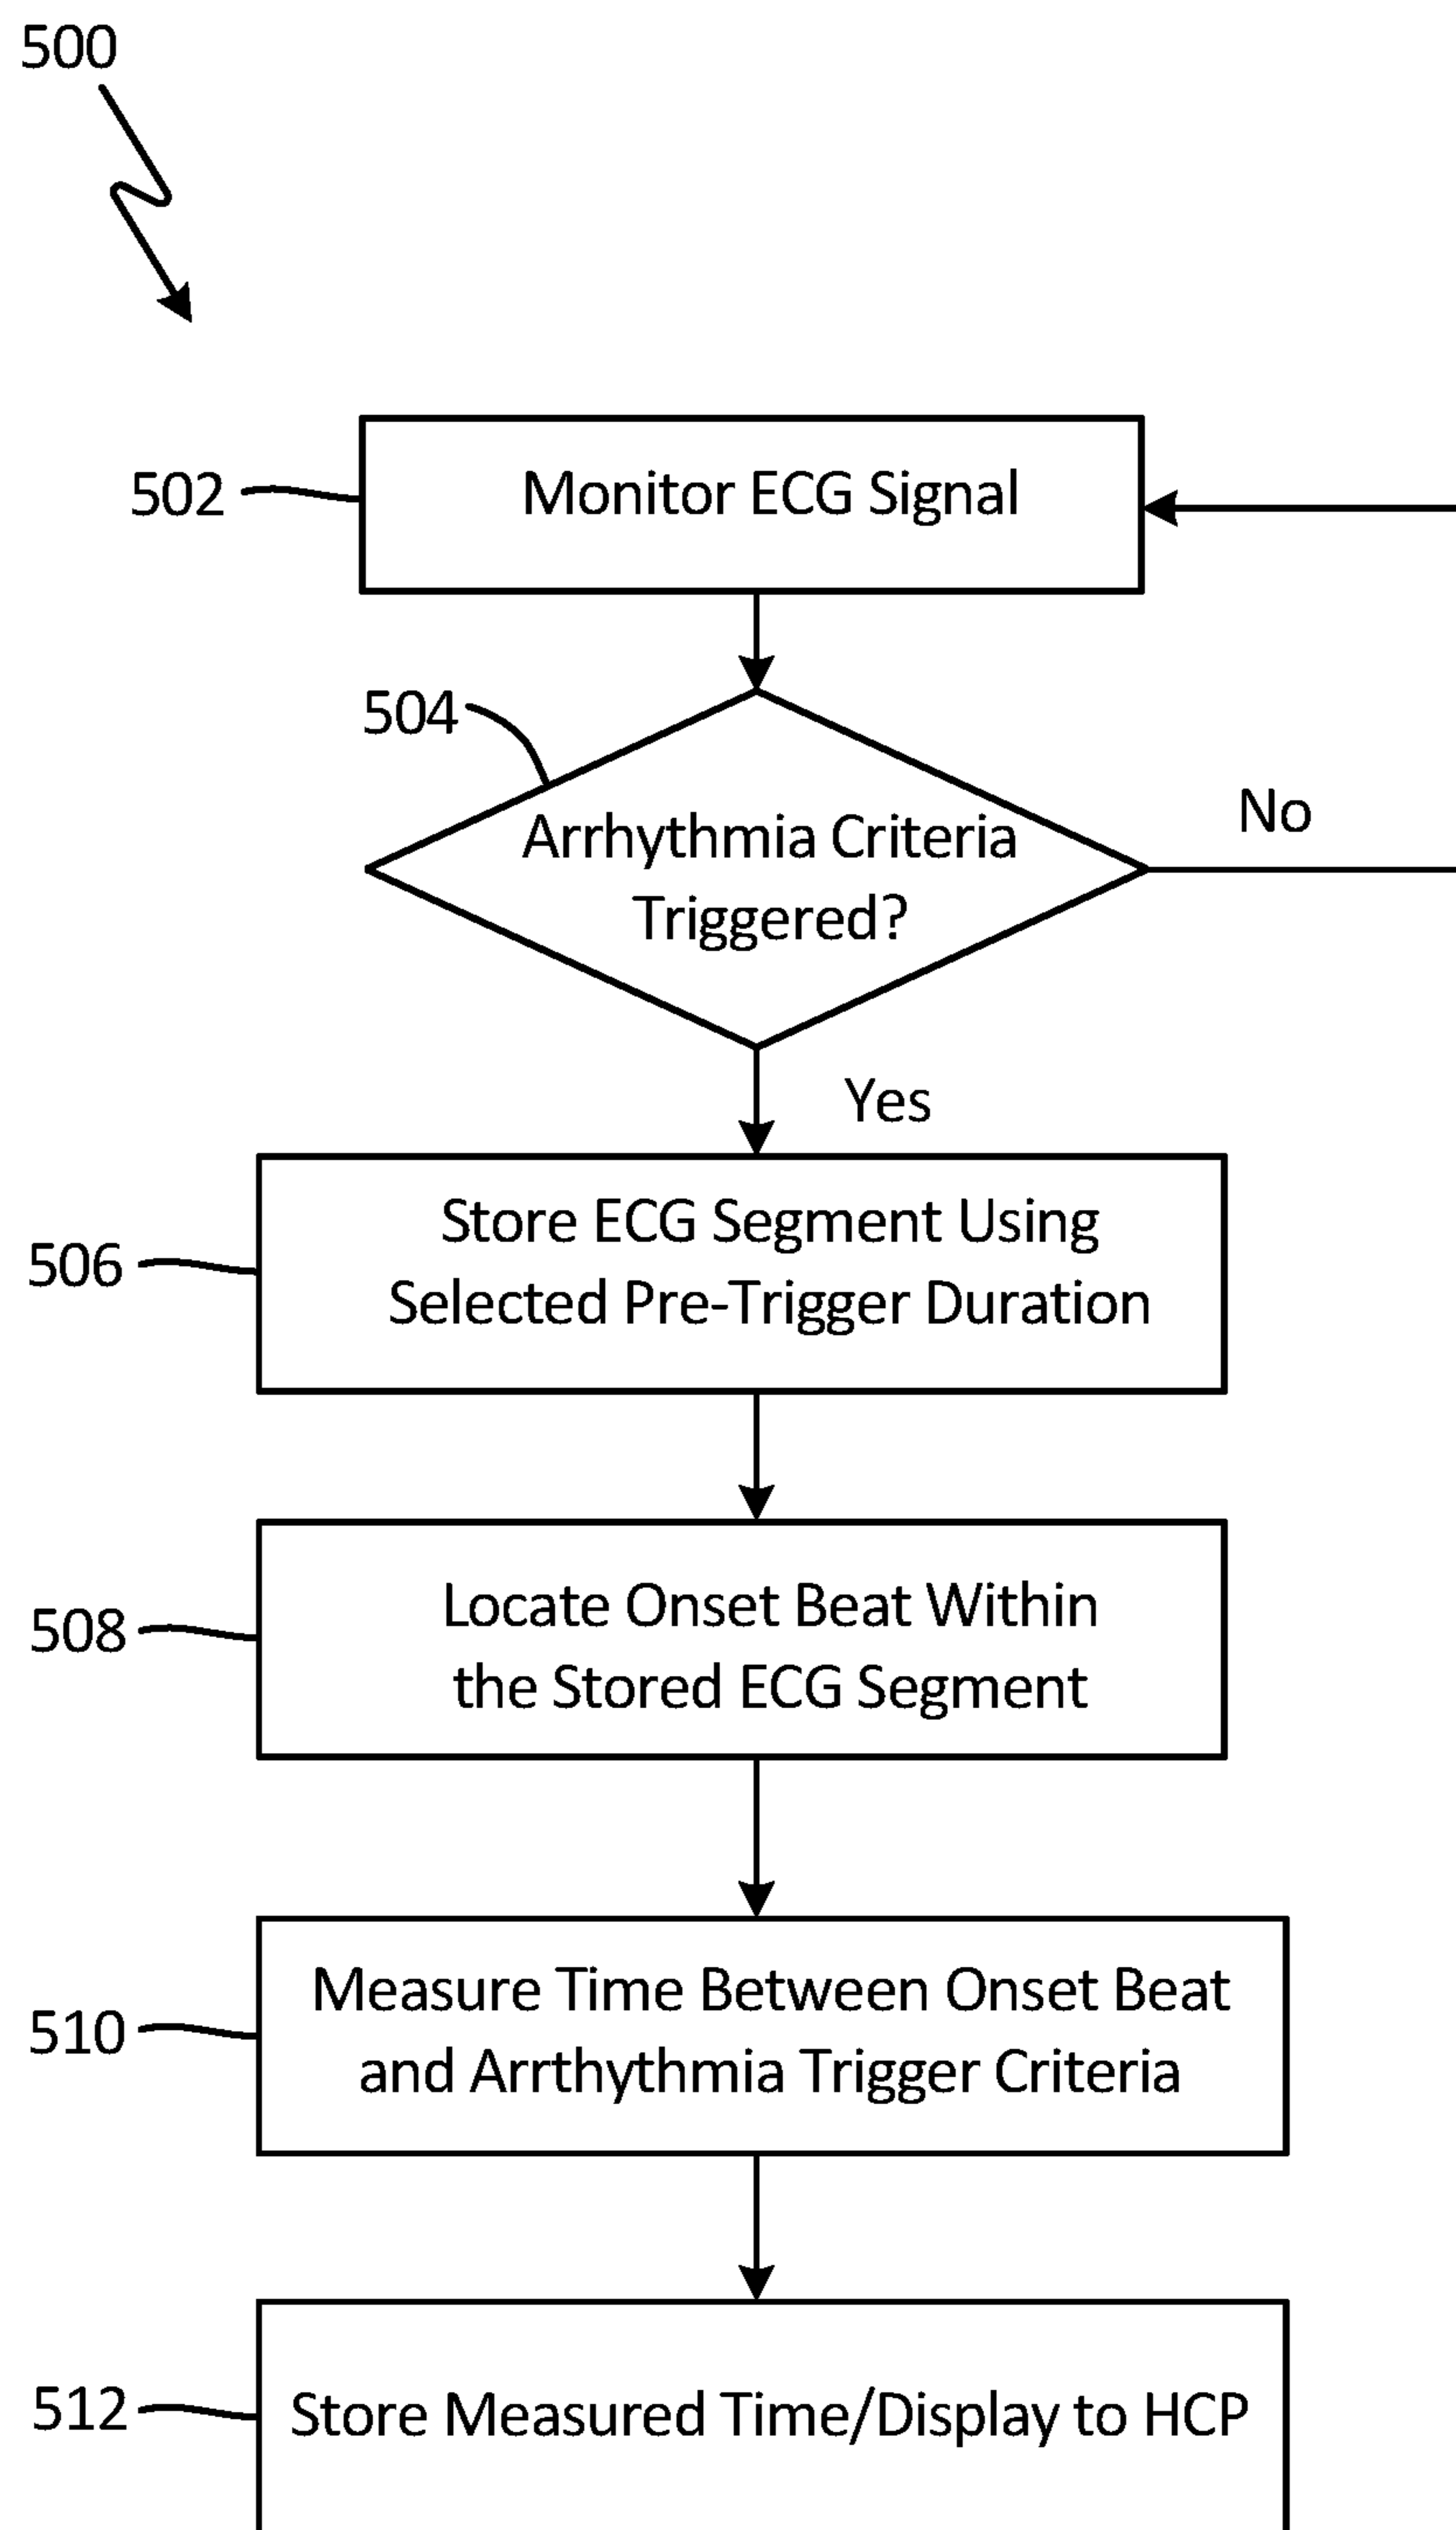 500
502
Monitor ECG Signal
504
Arrhythmia Criteria
Triggered?
No
Yes
506
Store ECG Segment Using
Selected Pre-Trigger Duration
508
Locate Onset Beat Within
the Stored ECG Segment
510
Measure Time Between Onset Beat
and Arrthythmia Trigger Criteria
512
Store Measured Time/Display to HCP